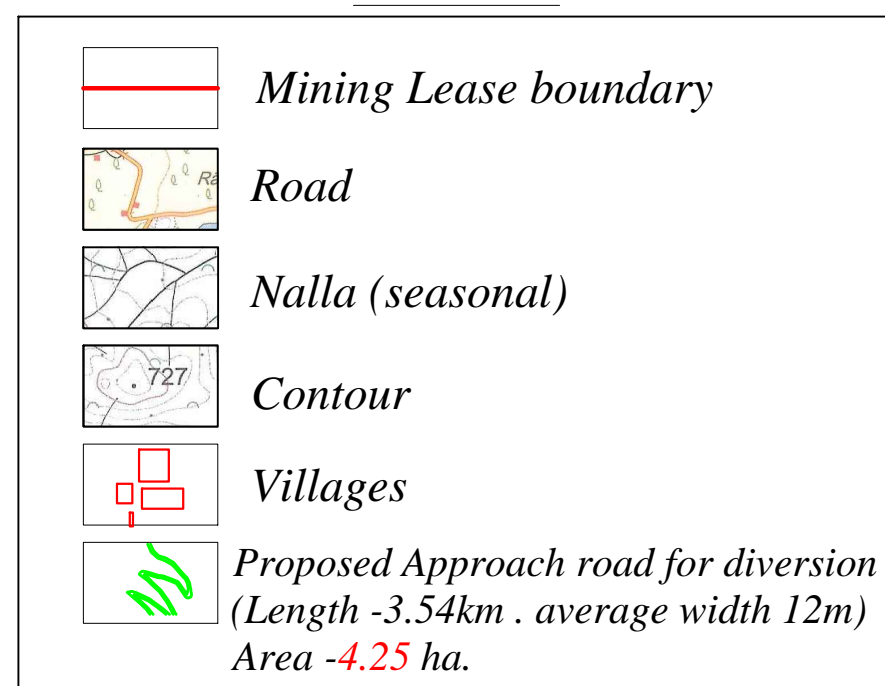 Mining Lease boundary
Road
Nalla (seasonal)
727
Contour
Villages
Proposed Approach road for diversion
(Length -3.54km . average width 12m)
Area -4.25 ha.